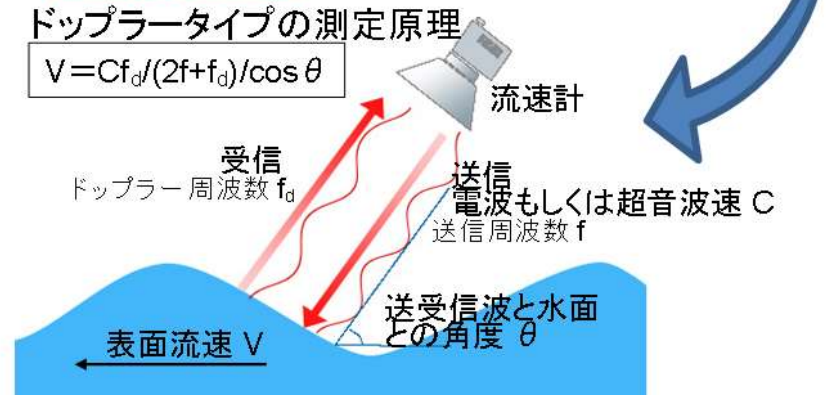 ドップラータイプの測定原理
V=Cfd/(2f+fd)/cosθ
流速計
受信
ドップラー周波数 fd
送信
電波もしくは超音波速 C
送信周波数 f
送受信波と水面
との角度 θ
表面流速 V